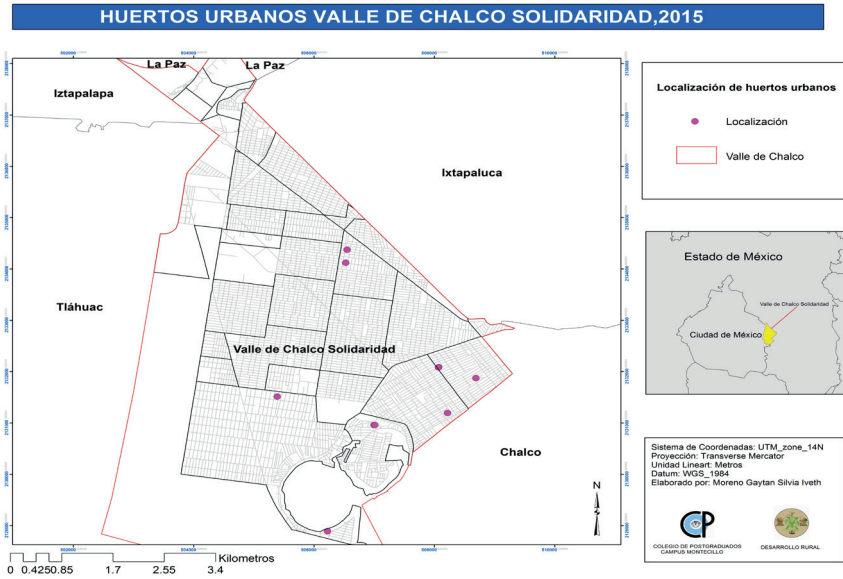 HUERTOS URBANOS VALLE DE CHALCO SOLIDARIDAD,2015
La Paz
La Paz
Iztapalapa
Ixtapaluca
Tláhuac
Valle de Chalco Solidaridad
Chalco
N
Kilometros
0 0.4250.85 1.7 2.55 3.4
Localización de huertos urbanos
Localización
Valle de Chalco
Estado de México
Valle de Chalco Solidaridad
Ciudad de México
Sistema de Coordenadas: UTM_zone_14N
Proyección: Transverse Mercator
Unidad Lineart: Metros
Datum: WGS_1984
Elaborado por: Moreno Gaytan Silvia Iveth
CP
COLEGIO DE POSTGRADUADOS
CAMPUS MONTECILLO
DESARROLLO RURAL